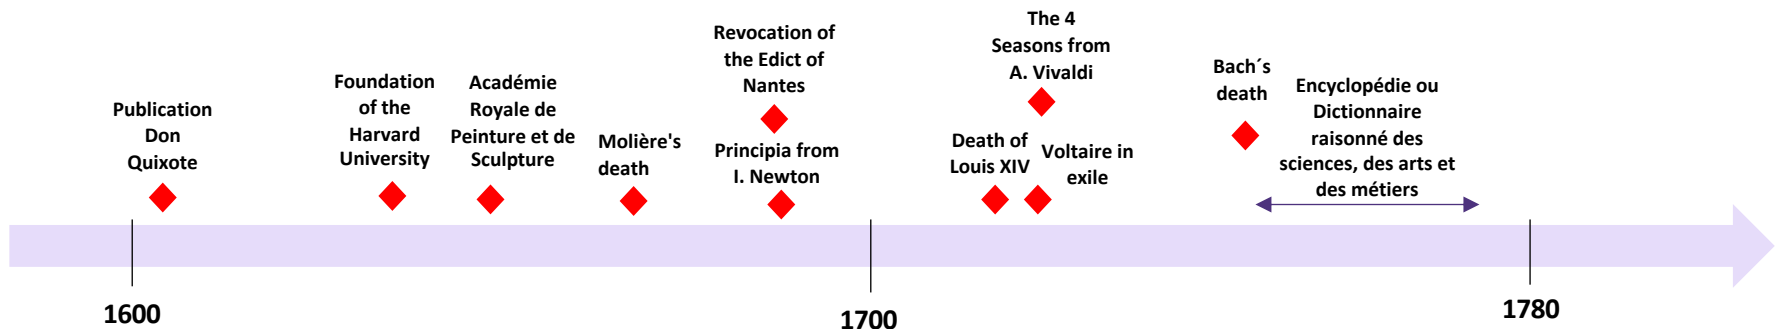 Publication
Don
Quixote
Foundation
of the
Harvard
University
Académie
Royale de
Peinture et de
Sculpture
Molière's
death
Revocation of
the Edict of
Nantes
Principia from
I. Newton
Death of
Louis XIV
The 4
Seasons from
A. Vivaldi
Voltaire in
exile
Bach´s
death
Encyclopédie ou
Dictionnaire
raisonné des
sciences, des arts et
des métiers
1600
1700
1780